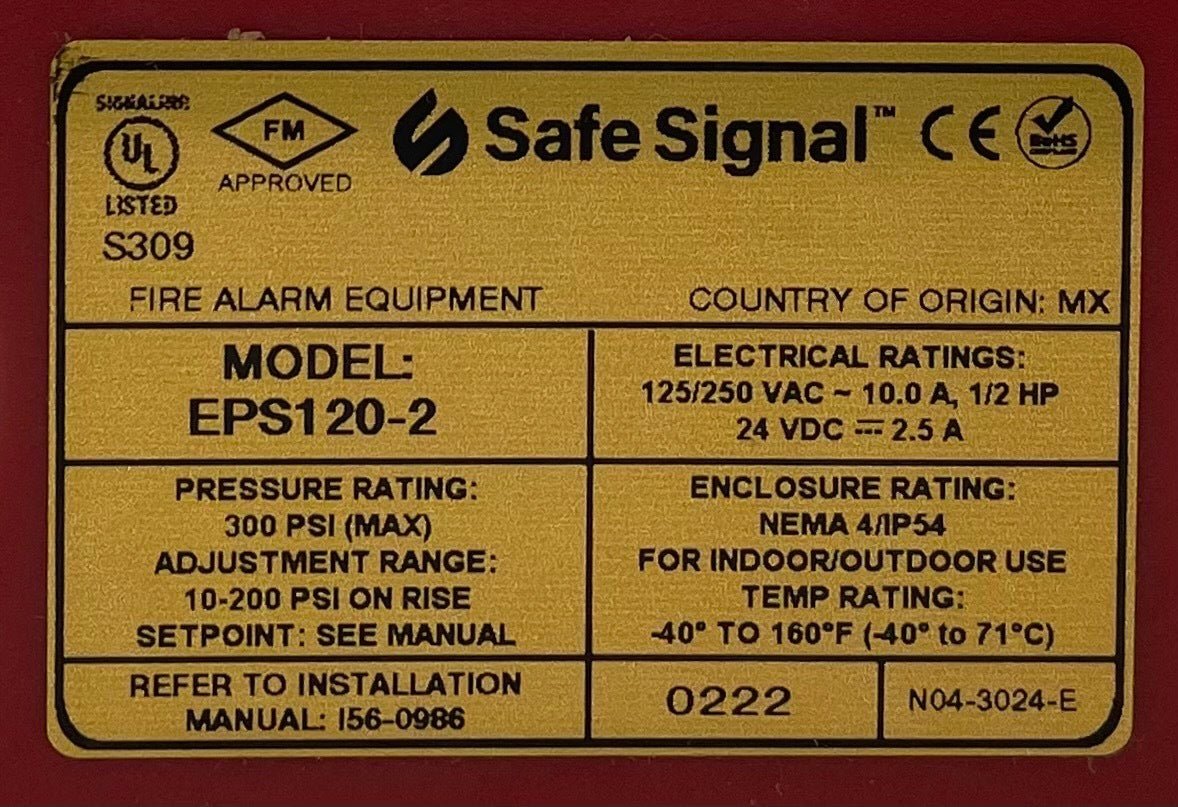 SIGNALING
UL
LISTED
S309
FM
APPROVED
Safe Signal™
CE
RoHS
FIRE ALARM EQUIPMENT
COUNTRY OF ORIGIN: MX
MODEL:
EPS120-2
ELECTRICAL RATINGS:
125/250 VAC ~ 10.0 A, 1/2 HP
24 VDC ⎓ 2.5 A
PRESSURE RATING:
300 PSI (MAX)
ADJUSTMENT RANGE:
10-200 PSI ON RISE
SETPOINT: SEE MANUAL
ENCLOSURE RATING:
NEMA 4/IP54
FOR INDOOR/OUTDOOR USE
TEMP RATING:
-40° TO 160°F (-40° to 71°C)
REFER TO INSTALLATION
MANUAL: I56-0986
0222
N04-3024-E